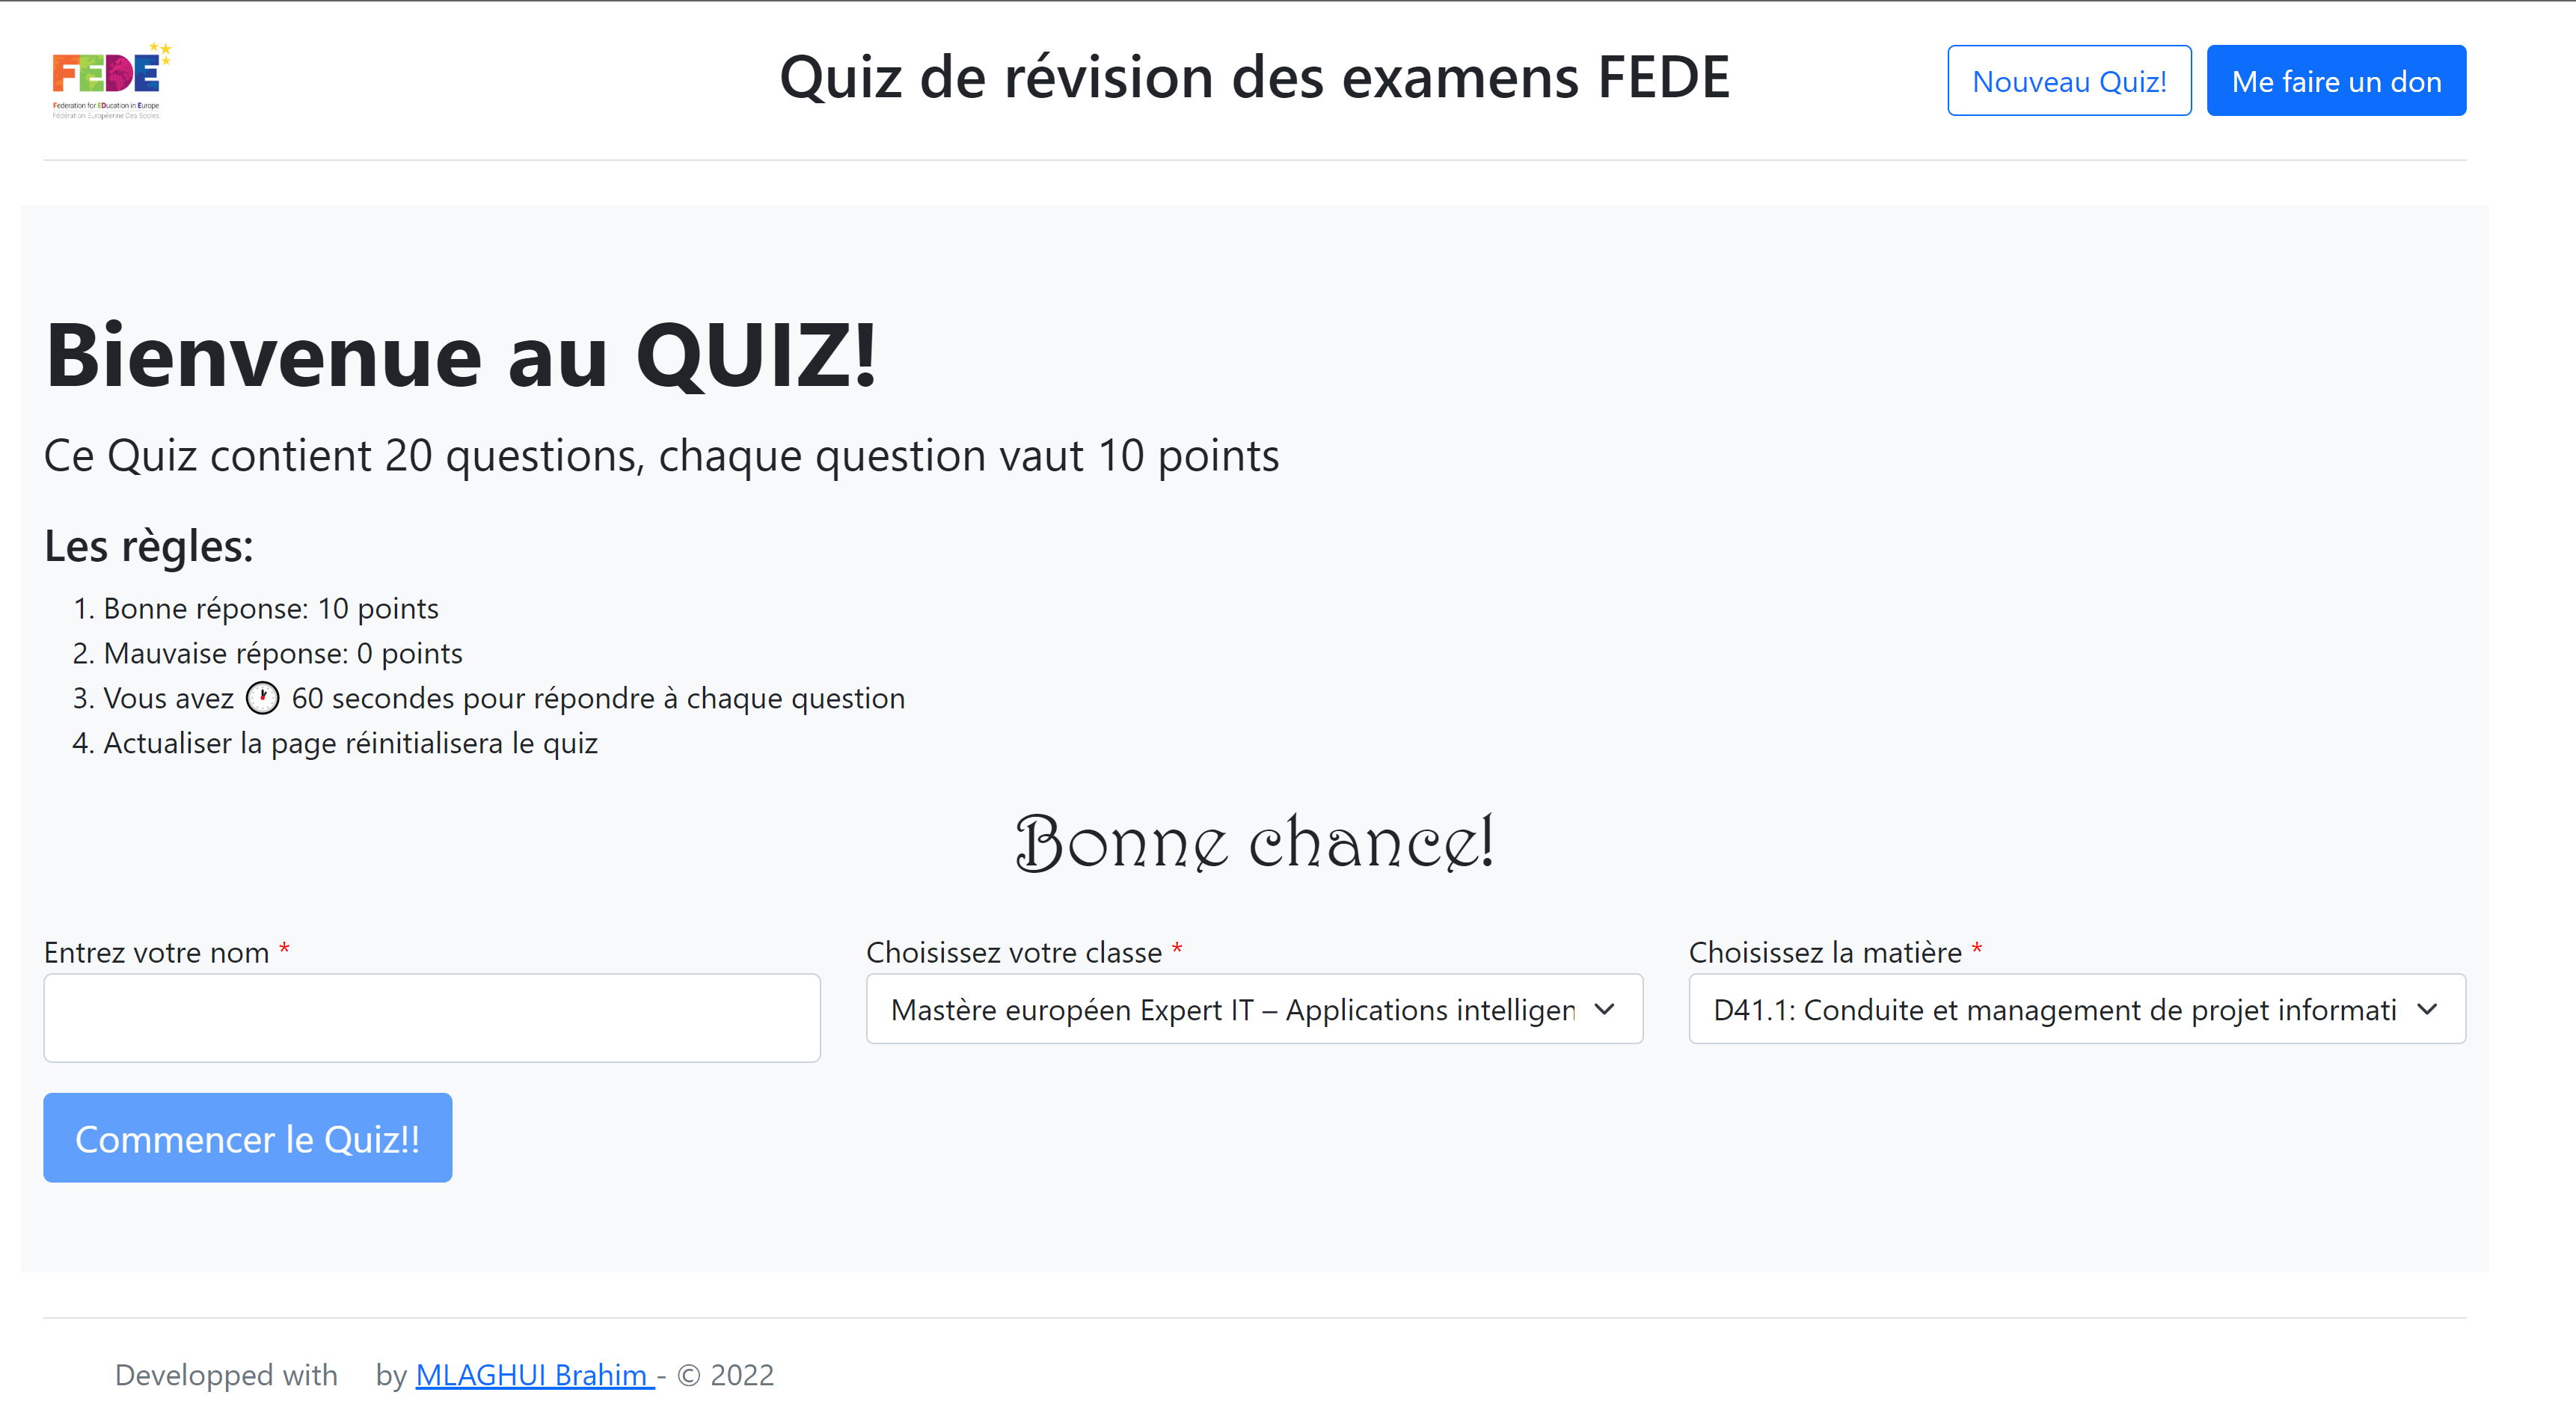 FEDE
Federation for EDucation in Europe
Fédération Européenne Des Ecoles
Quiz de révision des examens FEDE
Nouveau Quiz!
Me faire un don
Bienvenue au QUIZ!
Ce Quiz contient 20 questions, chaque question vaut 10 points
Les règles:
1. Bonne réponse: 10 points
2. Mauvaise réponse: 0 points
3. Vous avez 🕐 60 secondes pour répondre à chaque question
4. Actualiser la page réinitialisera le quiz
Bonne chance!
Entrez votre nom *
Choisissez votre classe *
Choisissez la matière *
Mastère européen Expert IT – Applications intelligen
D41.1: Conduite et management de projet informati
Commencer le Quiz!!
Developped with by MLAGHUI Brahim - © 2022